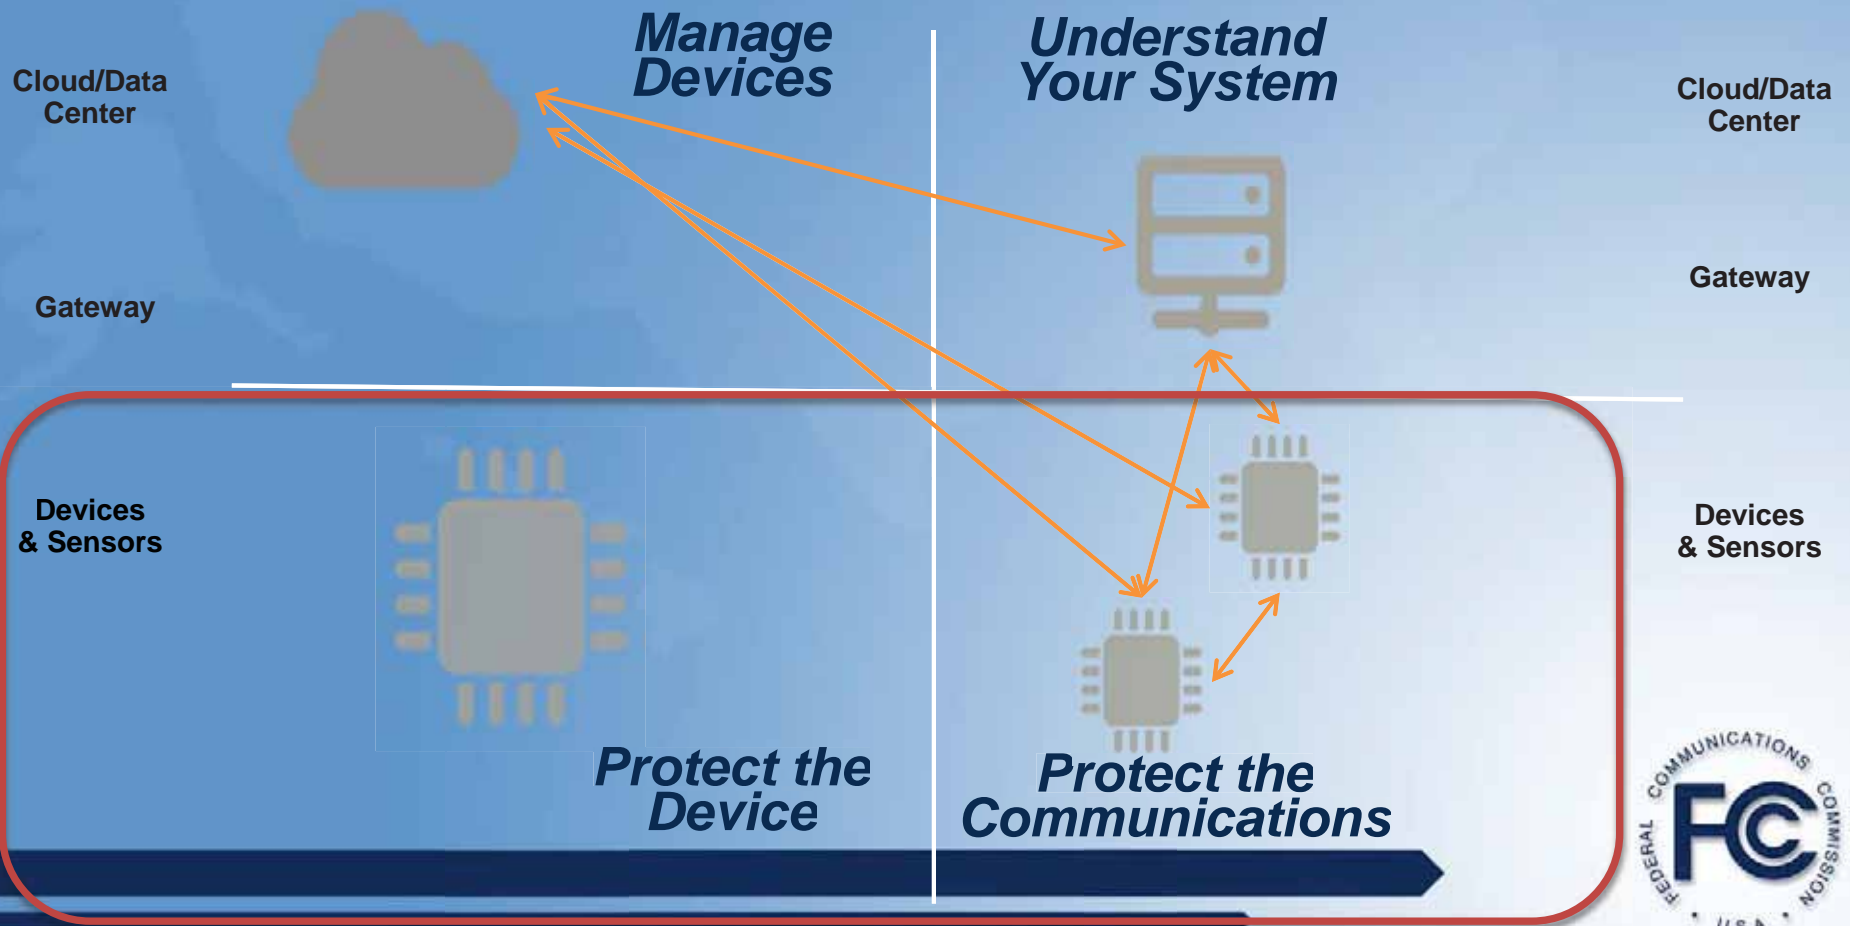 Manage
Devices
Understand
Your System
Cloud/Data
Center
Cloud/Data
Center
Gateway
Gateway
Devices
& Sensors
Devices
& Sensors
Protect the
Device
Protect the
Communications
FEDERAL COMMUNICATIONS COMMISSION
FCC
• U.S.A. •